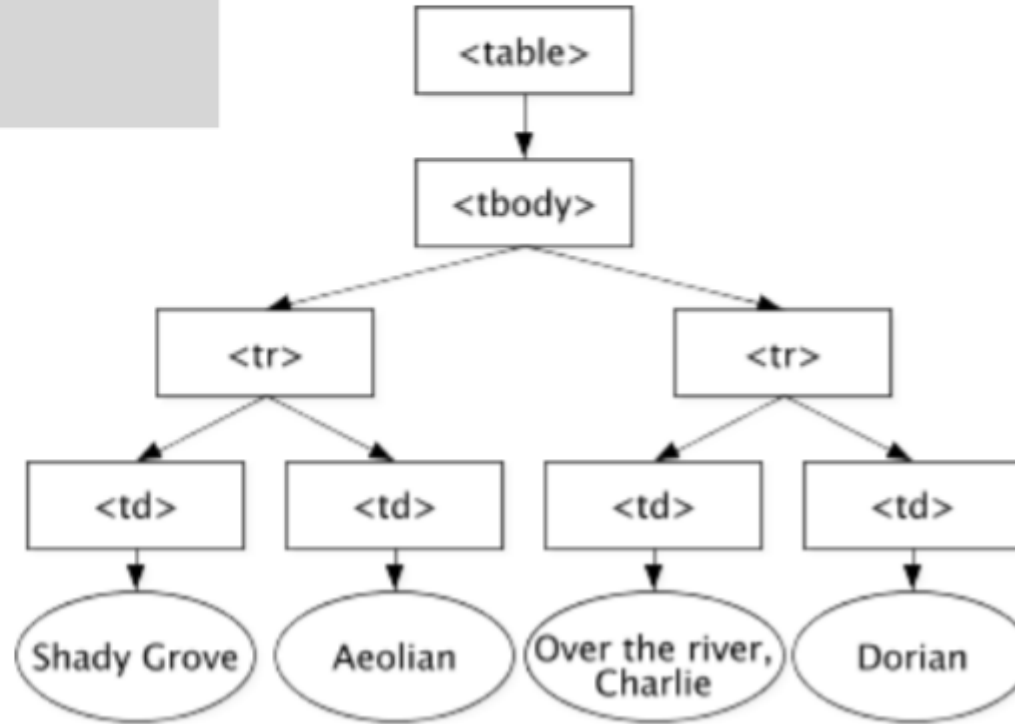 <table>
<tbody>
<tr>
<tr>
<td>
<td>
<td>
<td>
Shady Grove
Aeolian
Over the river,
Charlie
Dorian